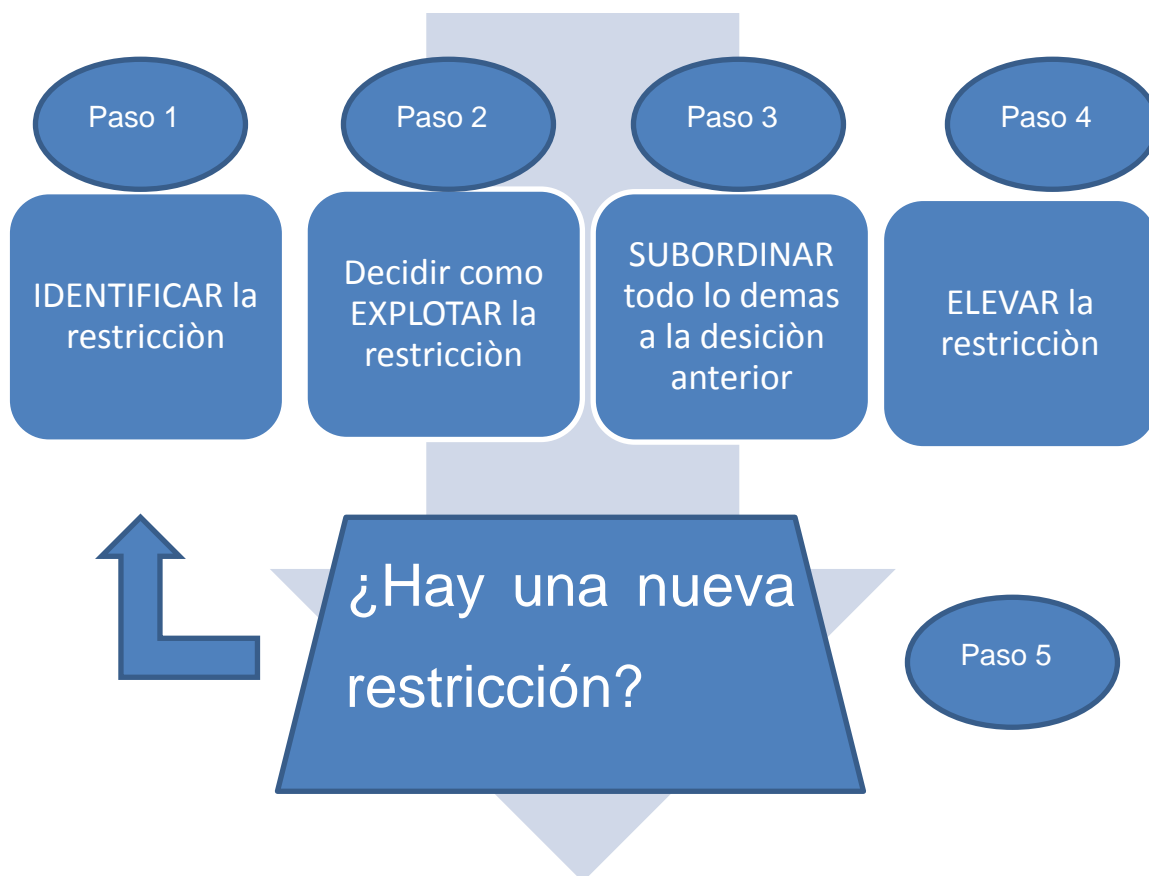 Paso 1
Paso 2
Paso 3
Paso 4
IDENTIFICAR la
restricciòn
Decidir como
EXPLOTAR la
restricciòn
SUBORDINAR
todo lo demas
a la desiciòn
anterior
ELEVAR la
restricciòn
¿Hay una nueva
restricción?
Paso 5